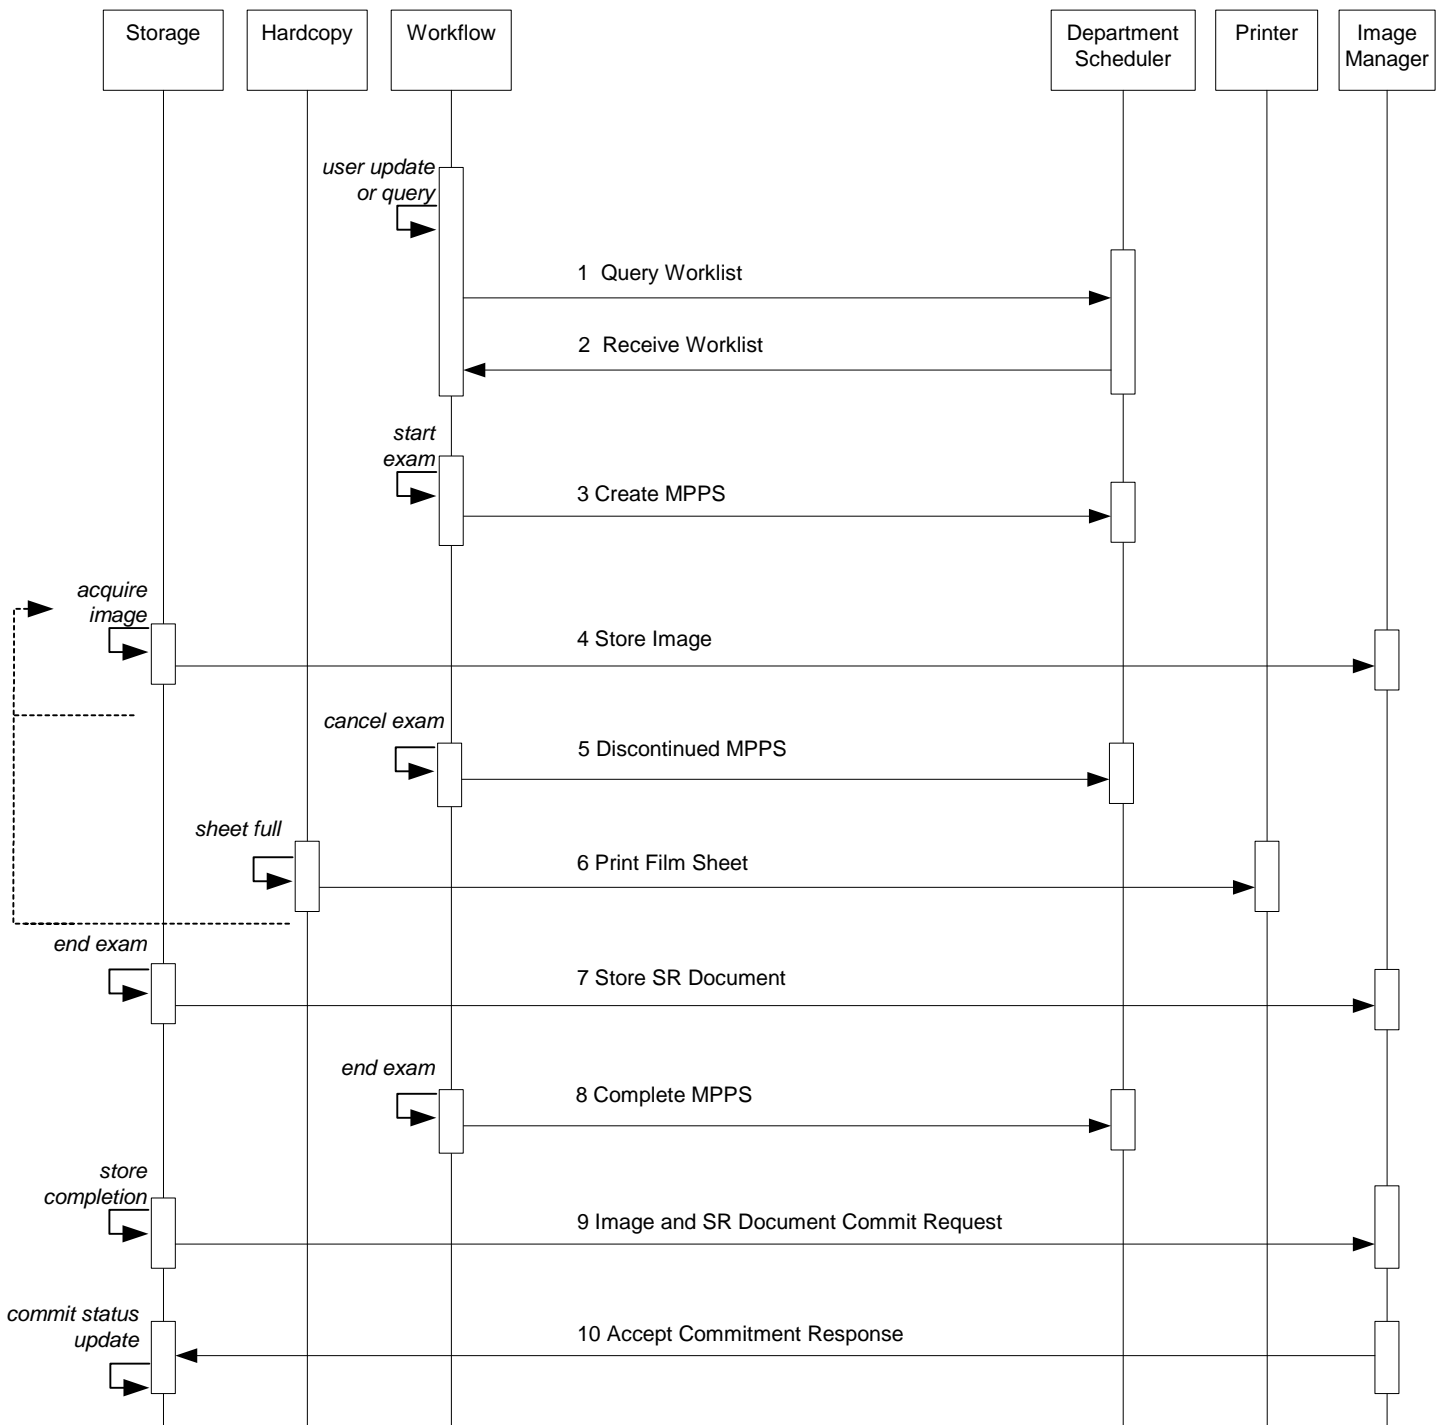 Storage
Hardcopy
Workflow
Department
Scheduler
Printer
Image
Manager
user update
or query
1 Query Worklist
2 Receive Worklist
start
exam
3 Create MPPS
acquire
image
4 Store Image
cancel exam
5 Discontinued MPPS
sheet full
6 Print Film Sheet
end exam
7 Store SR Document
end exam
8 Complete MPPS
store
completion
9 Image and SR Document Commit Request
commit status
update
10 Accept Commitment Response